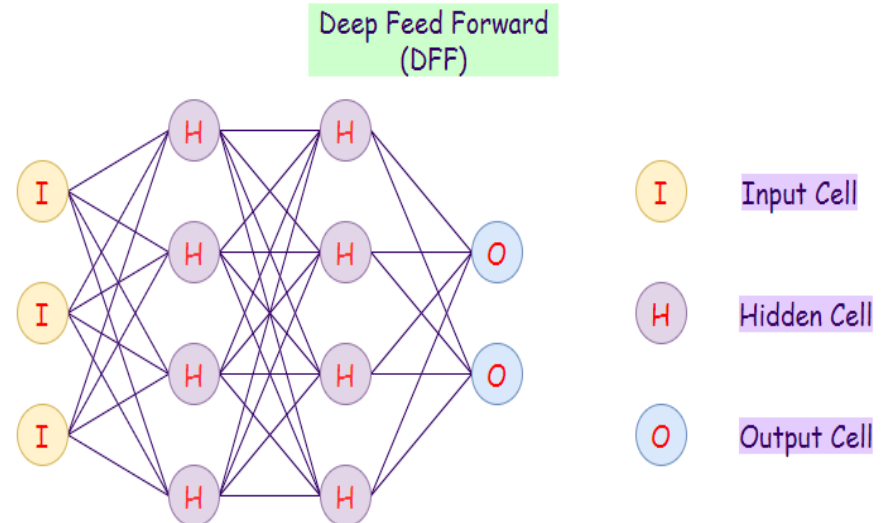 Deep Feed Forward
(DFF)
H H
I I Input Cell
H H O
I H Hidden Cell
H H O
I O Output Cell
H H